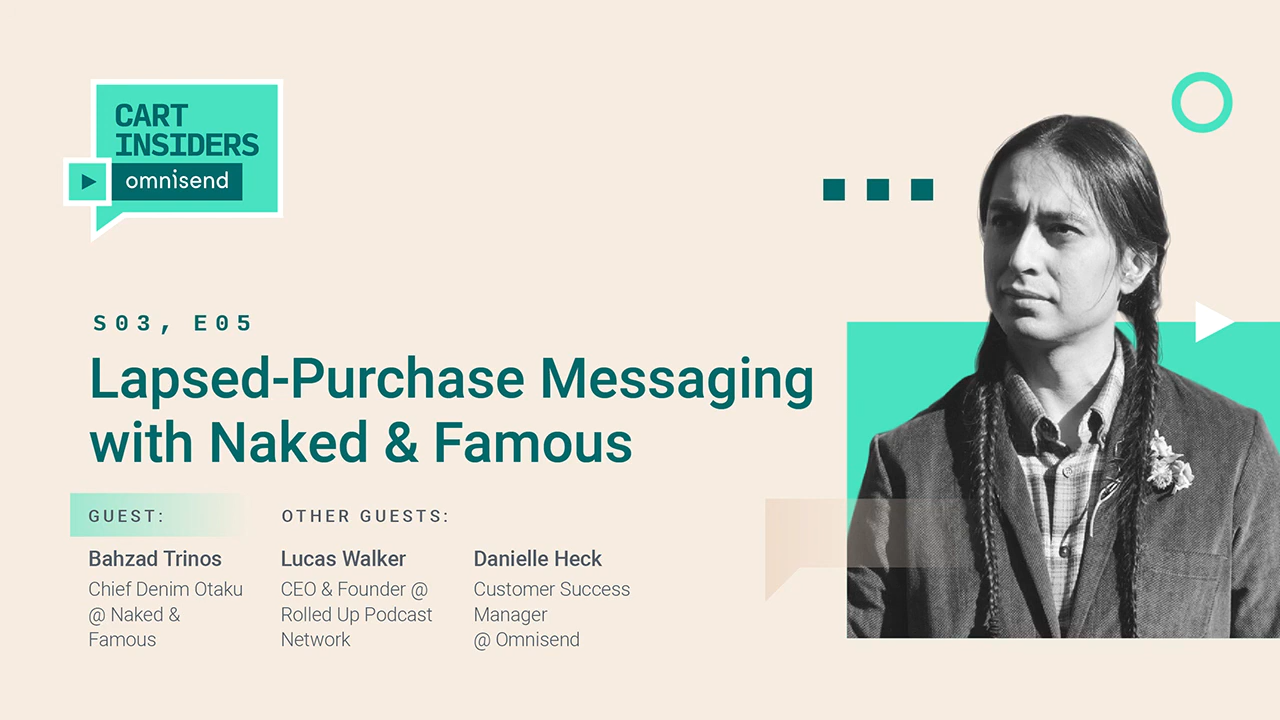 CART
INSIDERS
omnisend
S03, E05
Lapsed-Purchase Messaging
with Naked & Famous
GUEST:
Bahzad Trinos
Chief Denim Otaku
@ Naked &
Famous
OTHER GUESTS:
Lucas Walker
CEO & Founder @
Rolled Up Podcast
Network
Danielle Heck
Customer Success
Manager
@ Omnisend